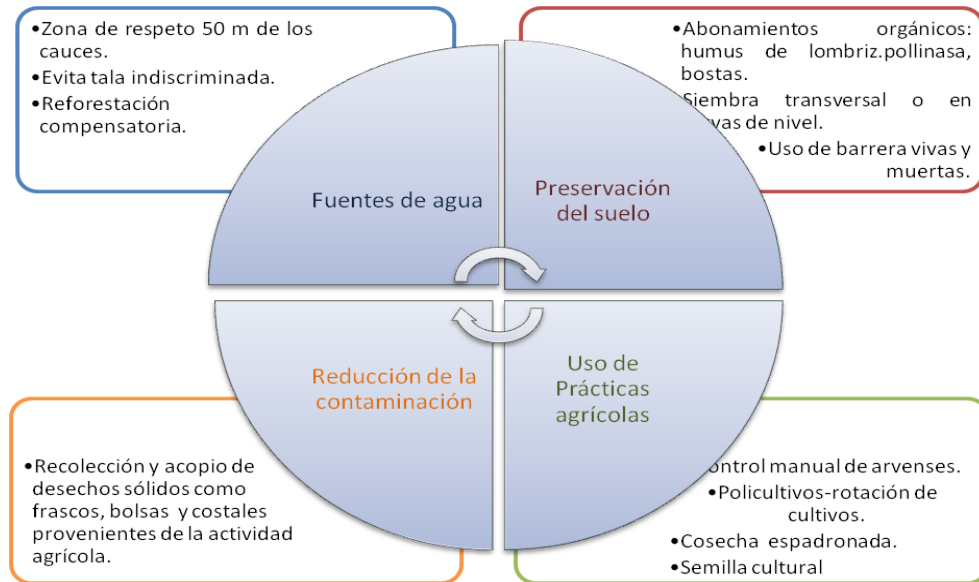 •Zona de respeto 50 m de los
cauces.
•Evita tala indiscriminada.
•Reforestación
compensatoria.
•Abonamientos orgánicos:
humus de lombriz.pollinasa,
bostas.
Siembra transversal o en
vas de nivel.
•Uso de barrera vivas y
muertas.
Fuentes de agua
Preservación
del suelo
Reducción de la
contaminación
Uso de
Prácticas
agrícolas
•Recolección y acopio de
desechos sólidos como
frascos, bolsas y costales
provenientes de la actividad
agrícola.
ontrol manual de arvenses.
•Policultivos-rotación de
cultivos.
•Cosecha espadronada.
•Semilla cultural